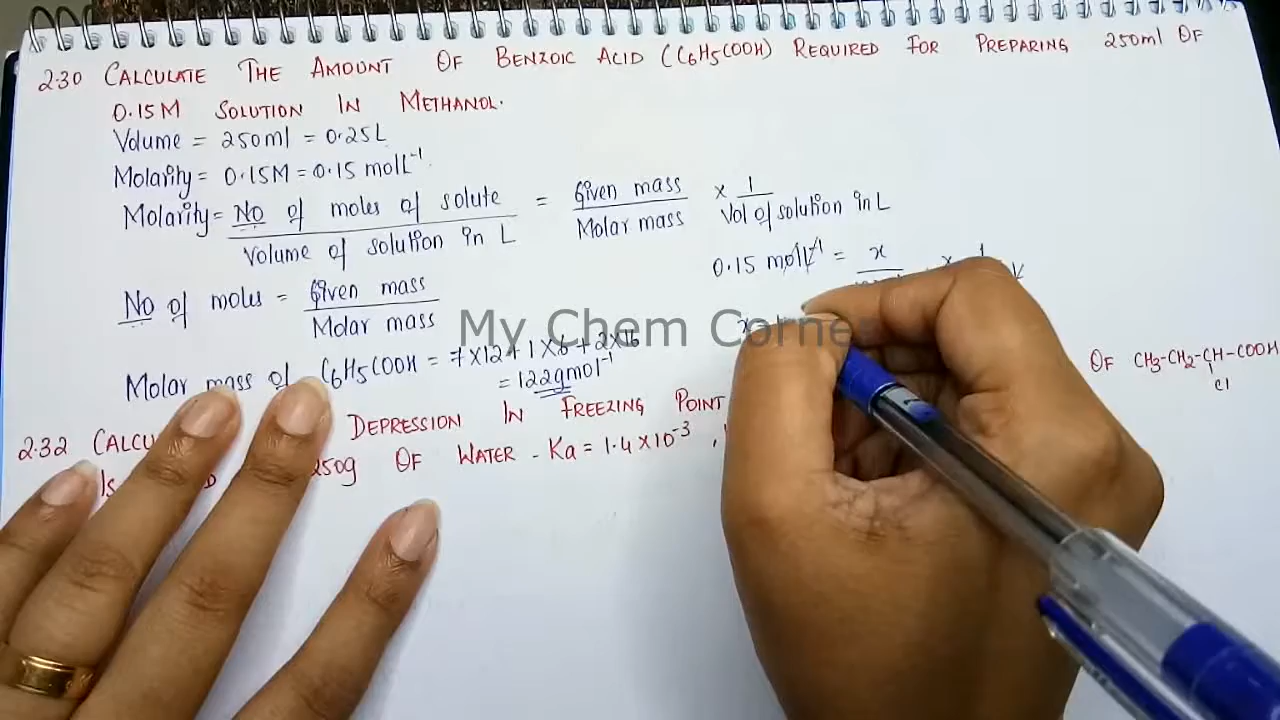 2.30 CALCULATE THE AMOUNT OF BENZOIC ACID (C6H5COOH) REQUIRED FOR PREPARING 250ml OF
0.15M SOLUTION IN METHANOL.
Volume = 250ml = 0.25L
Molarity = 0.15M = 0.15 molL⁻¹.
Molarity = No of moles of solute / Volume of solution in L = Given mass / Molar mass × 1 / Vol of solution in L
0.15 molL⁻¹ = x
No of moles = Given mass / Molar mass
My Chem Corner
Molar mass of C6H5COOH = 7×12+1×6+2×16
= 122gmol⁻¹
OF CH3-CH2-CH-COOH
Cl
2.32 DEPRESSION IN FREEZING POINT
250g OF WATER. Ka = 1.4×10⁻³,